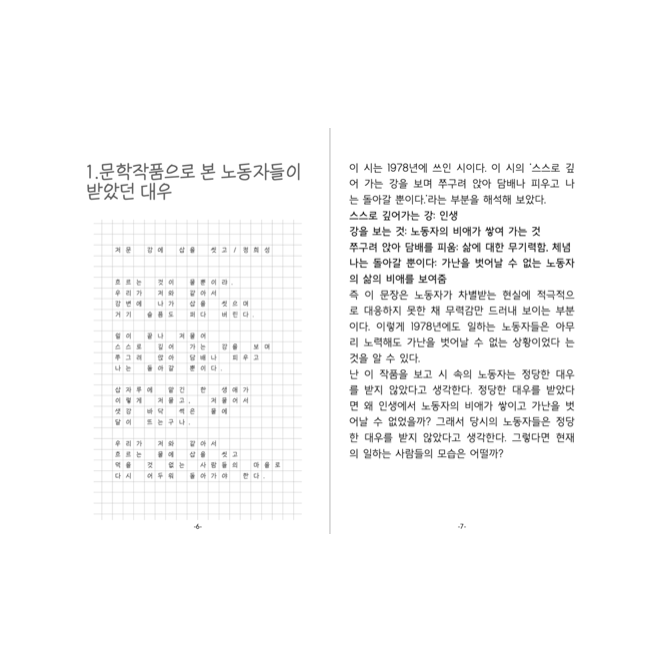 1.문학작품으로 본 노동자들이
받았던 대우
저문 강에 삽을 씻고/정희성
흐르는 것이 물뿐이랴.
우리가 저와 같아서
강변에 나가 삽을 씻으며
거기 슬픔도 퍼다 버린다.
일이 끝나 저물어
스스로 깊어 가는 강을 보며
쭈그려 앉아 담배나 피우고
나는 돌아갈 뿐이다.
삽자루에 맡긴 한 생애가
이렇게 저물고, 저물어서
샛강 바닥 썩은 물에
달이 뜨는구나.
우리가 저와 같아서
흐르는 물에 삽을 씻고
먹을 것 없는 사람들의 마을로
다시 어두워 돌아가야 한다.
-6-
이 시는 1978년에 쓰인 시이다. 이 시의 '스스로 깊
어 가는 강을 보며 쭈구려 앉아 담배나 피우고 나
는 돌아갈 뿐이다.'라는 부분을 해석해 보았다.
스스로 깊어가는 강: 인생
강을 보는 것: 노동자의 비애가 쌓여 가는 것
쭈구려 앉아 담배를 피움: 삶에 대한 무기력함, 체념
나는 돌아갈 뿐이다: 가난을 벗어날 수 없는 노동자
의 삶의 비애를 보여줌
즉 이 문장은 노동자가 차별받는 현실에 적극적으
로 대응하지 못한 채 무력감만 드러내 보이는 부분
이다. 이렇게 1978년에도 일하는 노동자들은 아무
리 노력해도 가난을 벗어날 수 없는 상황이었다 는
것을 알 수 있다.
난 이 작품을 보고 시 속의 노동자는 정당한 대우
를 받지 않았다고 생각한다. 정당한 대우를 받았다
면 왜 인생에서 노동자의 비애가 쌓이고 가난을 벗
어날 수 없었을까? 그래서 당시의 노동자들은 정당
한 대우를 받지 않았다고 생각한다. 그렇다면 현재
의 일하는 사람들의 모습은 어떨까?
-7-